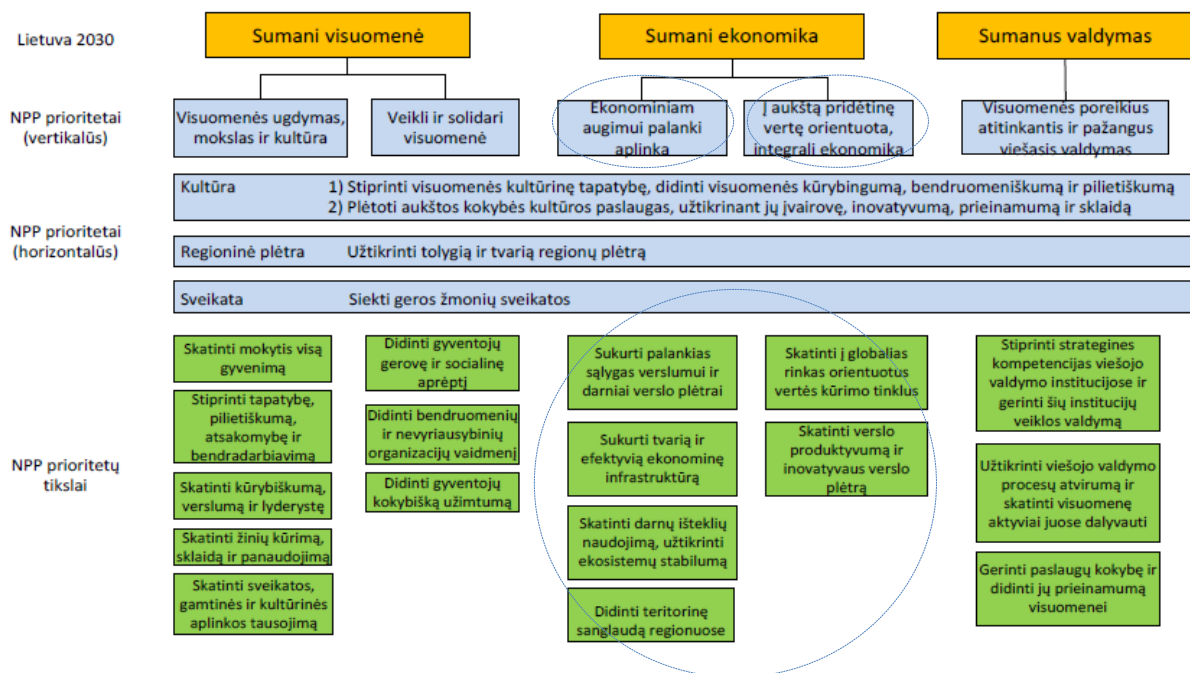 Lietuva 2030
Sumani visuomenė
Sumani ekonomika
Sumanus valdymas
NPP prioritetai
(vertikalūs)
Visuomenės ugdymas,
mokslas ir kultūra
Veikli ir solidari
visuomenė
Ekonominiam
augimui palanki
aplinka
Į aukštą pridėtinę
vertę orientuota,
integrali ekonomika
Visuomenės poreikius
atitinkantis ir pažangus
viešasis valdymas
NPP prioritetai
(horizontalūs)
Kultūra 1) Stiprinti visuomenės kultūrinę tapatybę, didinti visuomenės kūrybingumą, bendruomeniškumą ir pilietiškumą
2) Plėtoti aukštos kokybės kultūros paslaugas, užtikrinant jų įvairovę, inovatyvumą, prieinamumą ir sklaidą
Regioninė plėtra Užtikrinti tolygią ir tvarią regionų plėtrą
Sveikata Siekti geros žmonių sveikatos
NPP prioritetų
tikslai
Skatinti mokytis visą
gyvenimą
Stiprinti tapatybę,
pilietiškumą,
atsakomybę ir
bendradarbiavimą
Skatinti kūrybiškumą,
verslumą ir lyderystę
Skatinti žinių kūrimą,
sklaidą ir panaudojimą
Skatinti sveikatos,
gamtinės ir kultūrinės
aplinkos tausojimą
Didinti gyventojų
gerovę ir socialinę
aprėptį
Didinti bendruomenių
ir nevyriausybinių
organizacijų vaidmenį
Didinti gyventojų
kokybišką užimtumą
Sukurti palankias
sąlygas verslumui ir
darniai verslo plėtrai
Sukurti tvarią ir
efektyvią ekonominę
infrastruktūrą
Skatinti darnų išteklių
naudojimą, užtikrinti
ekosistemų stabilumą
Didinti teritorinę
sanglaudą regionuose
Skatinti į globalias
rinkas orientuotus
vertės kūrimo tinklus
Skatinti verslo
produktyvumą ir
inovatyvaus verslo
plėtrą
Stiprinti strategines
kompetencijas viešojo
valdymo institucijose ir
gerinti šių institucijų
veiklos valdymą
Užtikrinti viešojo valdymo
procesų atvirumą ir
skatinti visuomenę
aktyviai juose dalyvauti
Gerinti paslaugų kokybę ir
didinti jų prieinamumą
visuomenei